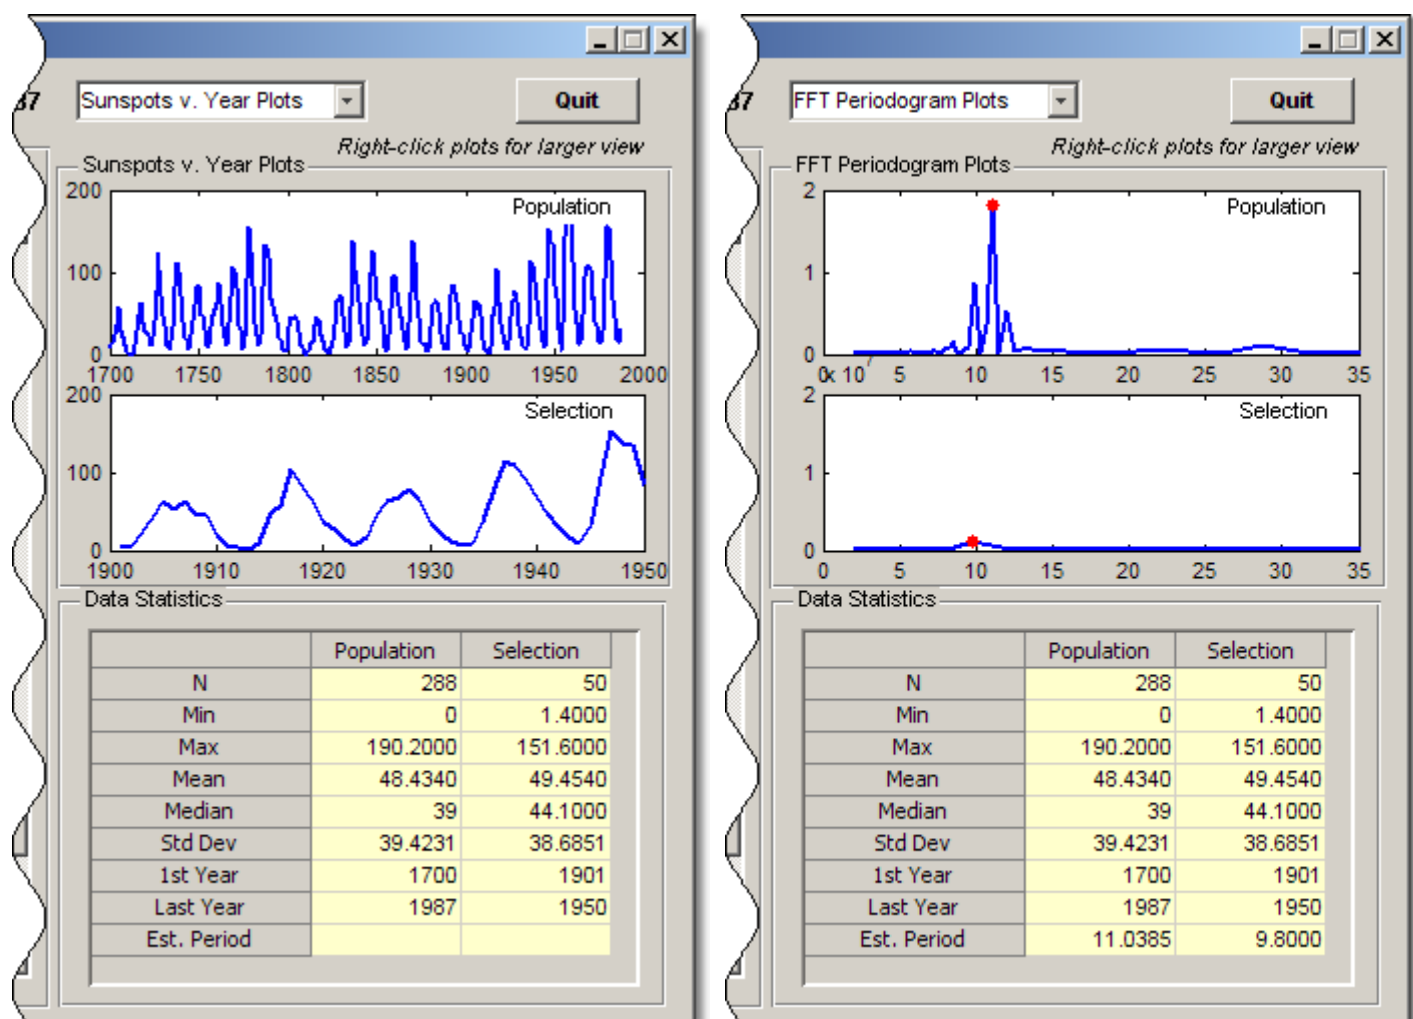 37
Sunspots v. Year Plots
Quit
Right-click plots for larger view
Sunspots v. Year Plots
200
Population
100
0
1700 1750 1800 1850 1900 1950 2000
200
Selection
100
0
1900 1910 1920 1930 1940 1950
Data Statistics
Population Selection
N 288 50
Min 0 1.4000
Max 190.2000 151.6000
Mean 48.4340 49.4540
Median 39 44.1000
Std Dev 39.4231 38.6851
1st Year 1700 1901
Last Year 1987 1950
Est. Period
37
FFT Periodogram Plots
Quit
Right-click plots for larger view
FFT Periodogram Plots
2
Population
1
0
0 5 10 15 20 25 30 35
x 10^7
2
Selection
1
0
0 5 10 15 20 25 30 35
Data Statistics
Population Selection
N 288 50
Min 0 1.4000
Max 190.2000 151.6000
Mean 48.4340 49.4540
Median 39 44.1000
Std Dev 39.4231 38.6851
1st Year 1700 1901
Last Year 1987 1950
Est. Period 11.0385 9.8000